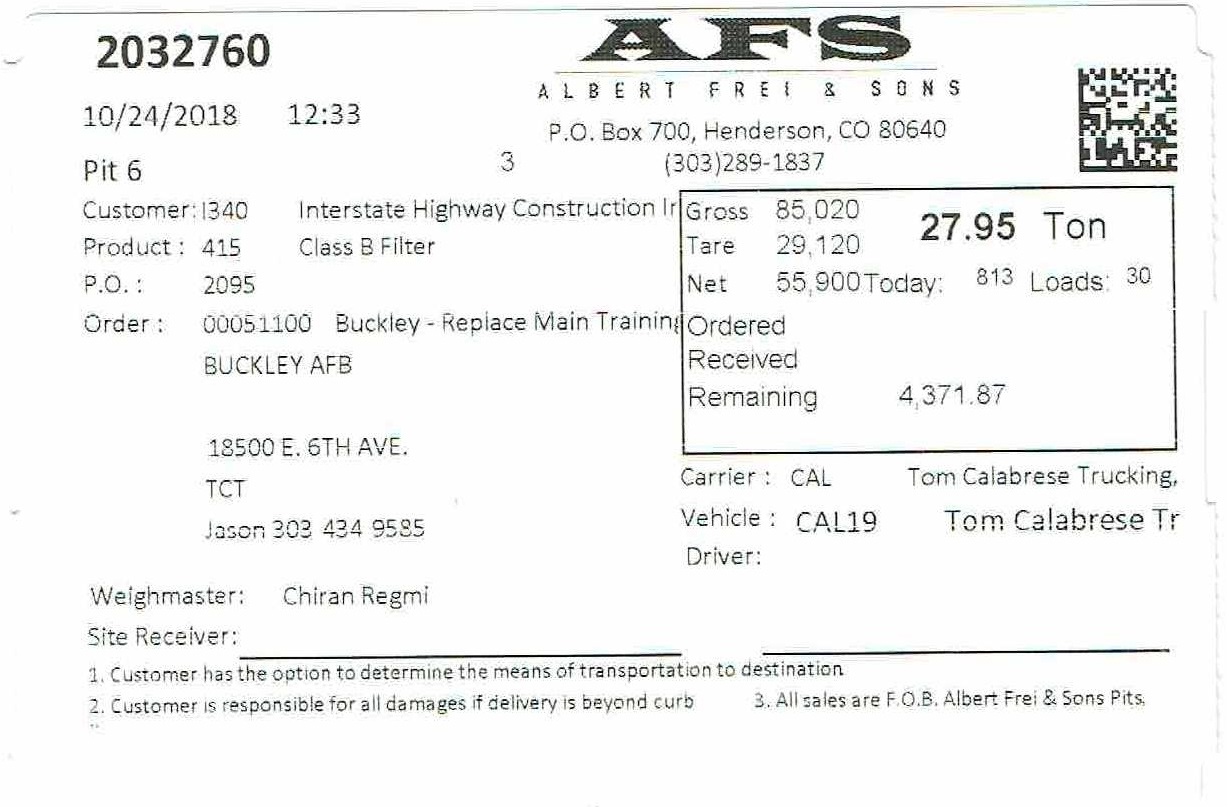 2032760
AFS
ALBERT FREI & SONS
10/24/2018 12:33
P.O. Box 700, Henderson, CO 80640
Pit 6 3 (303)289-1837
Customer: I340 Interstate Highway Construction Ir
Product : 415 Class B Filter
P.O. : 2095
Order : 00051100 Buckley - Replace Main Training
BUCKLEY AFB
18500 E. 6TH AVE.
TCT
Jason 303 434 9585
Gross 85,020 27.95 Ton
Tare 29,120
Net 55,900 Today: 813 Loads: 30
Ordered
Received
Remaining 4,371.87
Carrier : CAL Tom Calabrese Trucking,
Vehicle : CAL19 Tom Calabrese Tr
Driver:
Weighmaster: Chiran Regmi
Site Receiver:
1. Customer has the option to determine the means of transportation to destination
2. Customer is responsible for all damages if delivery is beyond curb 3. All sales are F.O.B. Albert Frei & Sons Pits.